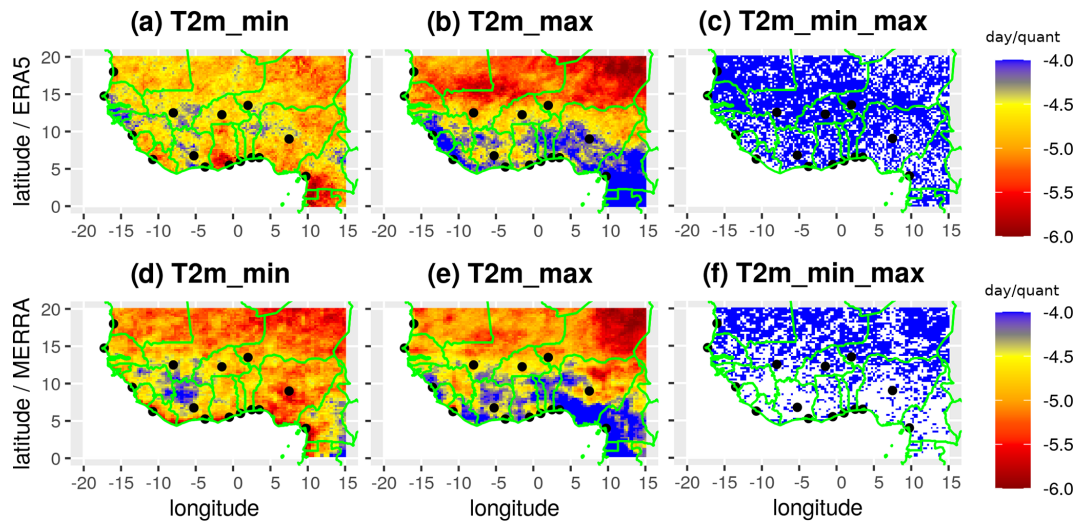 (a) T2m_min
(b) T2m_max
(c) T2m_min_max
day/quant
latitude / ERA5
20
15
10
5
0
-4.0
-4.5
-5.0
-5.5
-6.0
-20 -15 -10 -5 0 5 10 15
-20 -15 -10 -5 0 5 10 15
-20 -15 -10 -5 0 5 10 15
(d) T2m_min
(e) T2m_max
(f) T2m_min_max
day/quant
latitude / MERRA
20
15
10
5
0
-4.0
-4.5
-5.0
-5.5
-6.0
-20 -15 -10 -5 0 5 10 15
-20 -15 -10 -5 0 5 10 15
-20 -15 -10 -5 0 5 10 15
longitude
longitude
longitude